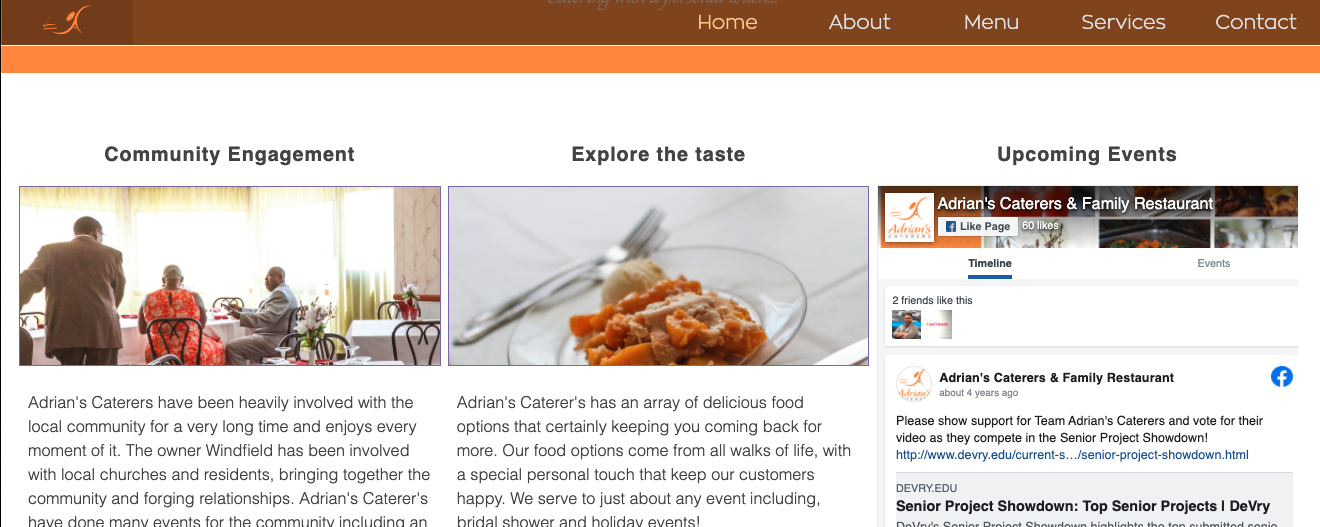 Catering with a personal touch...
Home About Menu Services Contact
Community Engagement
Adrian's Caterers have been heavily involved with the
local community for a very long time and enjoys every
moment of it. The owner Windfield has been involved
with local churches and residents, bringing together the
community and forging relationships. Adrian's Caterer's
have done many events for the community including an
Explore the taste
Adrian's Caterer's has an array of delicious food
options that certainly keeping you coming back for
more. Our food options come from all walks of life, with
a special personal touch that keep our customers
happy. We serve to just about any event including,
bridal shower and holiday events!
Upcoming Events
Adrian's
CATERERS
Adrian's Caterers & Family Restaurant
Like Page 60 likes
Timeline Events
2 friends like this
Adrian's Caterers & Family Restaurant
about 4 years ago
Please show support for Team Adrian's Caterers and vote for their
video as they compete in the Senior Project Showdown!
http://www.devry.edu/current-s…/senior-project-showdown.html
DEVRY.EDU
Senior Project Showdown: Top Senior Projects | DeVry
DeVry's Senior Project Showdown highlights the top submitted senio